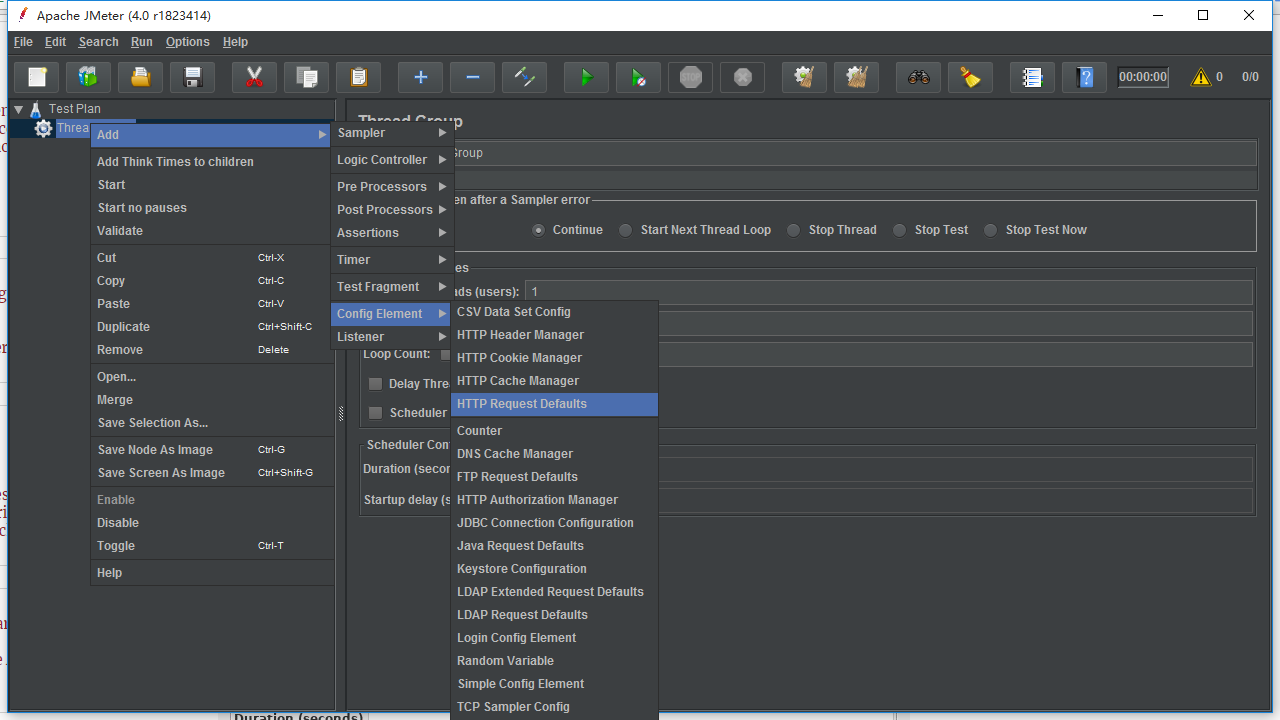 Apache JMeter (4.0 r1823414)
File Edit Search Run Options Help
00:00:00 0 0/0
Test Plan
Threa
Thread Group
Add
Add Think Times to children
Start
Start no pauses
Validate
Cut Ctrl-X
Copy Ctrl-C
Paste Ctrl-V
Duplicate Ctrl+Shift-C
Remove Delete
Open...
Merge
Save Selection As...
Save Node As Image Ctrl-G
Save Screen As Image Ctrl+Shift-G
Enable
Disable
Toggle Ctrl-T
Help
Sampler
Logic Controller
Pre Processors
Post Processors
Assertions
Timer
Test Fragment
Config Element
Listener
CSV Data Set Config
HTTP Header Manager
HTTP Cookie Manager
HTTP Cache Manager
HTTP Request Defaults
Counter
DNS Cache Manager
FTP Request Defaults
HTTP Authorization Manager
JDBC Connection Configuration
Java Request Defaults
Keystore Configuration
LDAP Extended Request Defaults
LDAP Request Defaults
Login Config Element
Random Variable
Simple Config Element
TCP Sampler Config
Group
en after a Sampler error
Continue Start Next Thread Loop Stop Thread Stop Test Stop Test Now
es
ads (users): 1
Loop Count:
Delay Threa
Scheduler
Scheduler Con
Duration (secon
Startup delay (s
Duration (seconds)